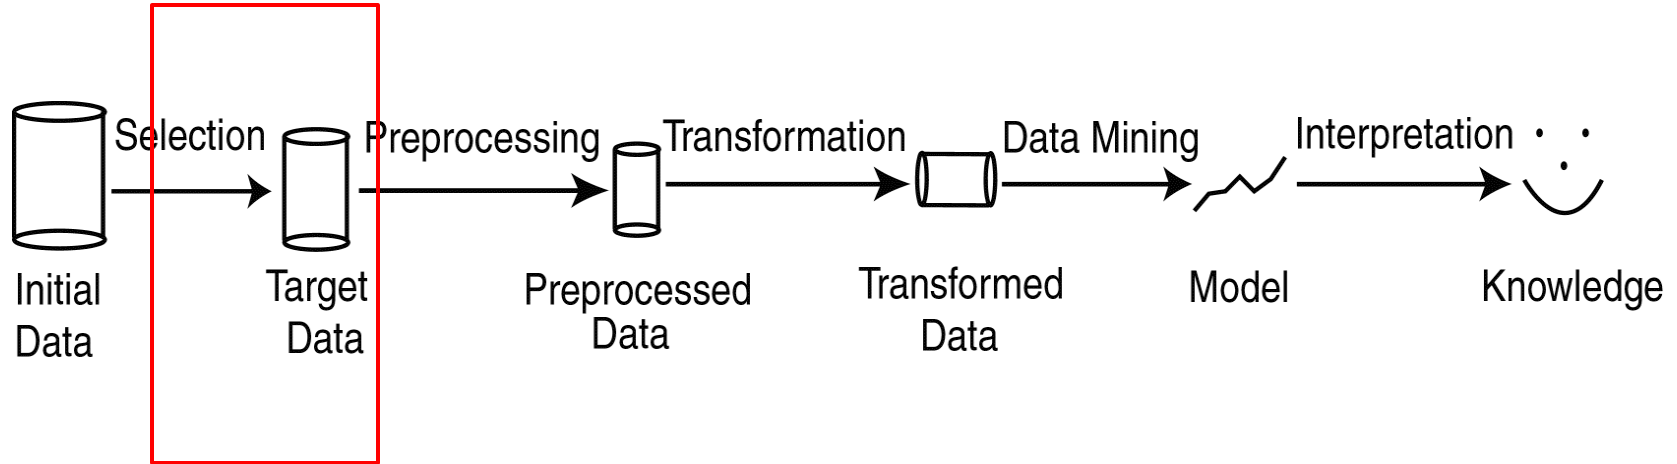 Selection
Preprocessing
Transformation
Data Mining
Interpretation
Initial
Data
Target
Data
Preprocessed
Data
Transformed
Data
Model
Knowledge